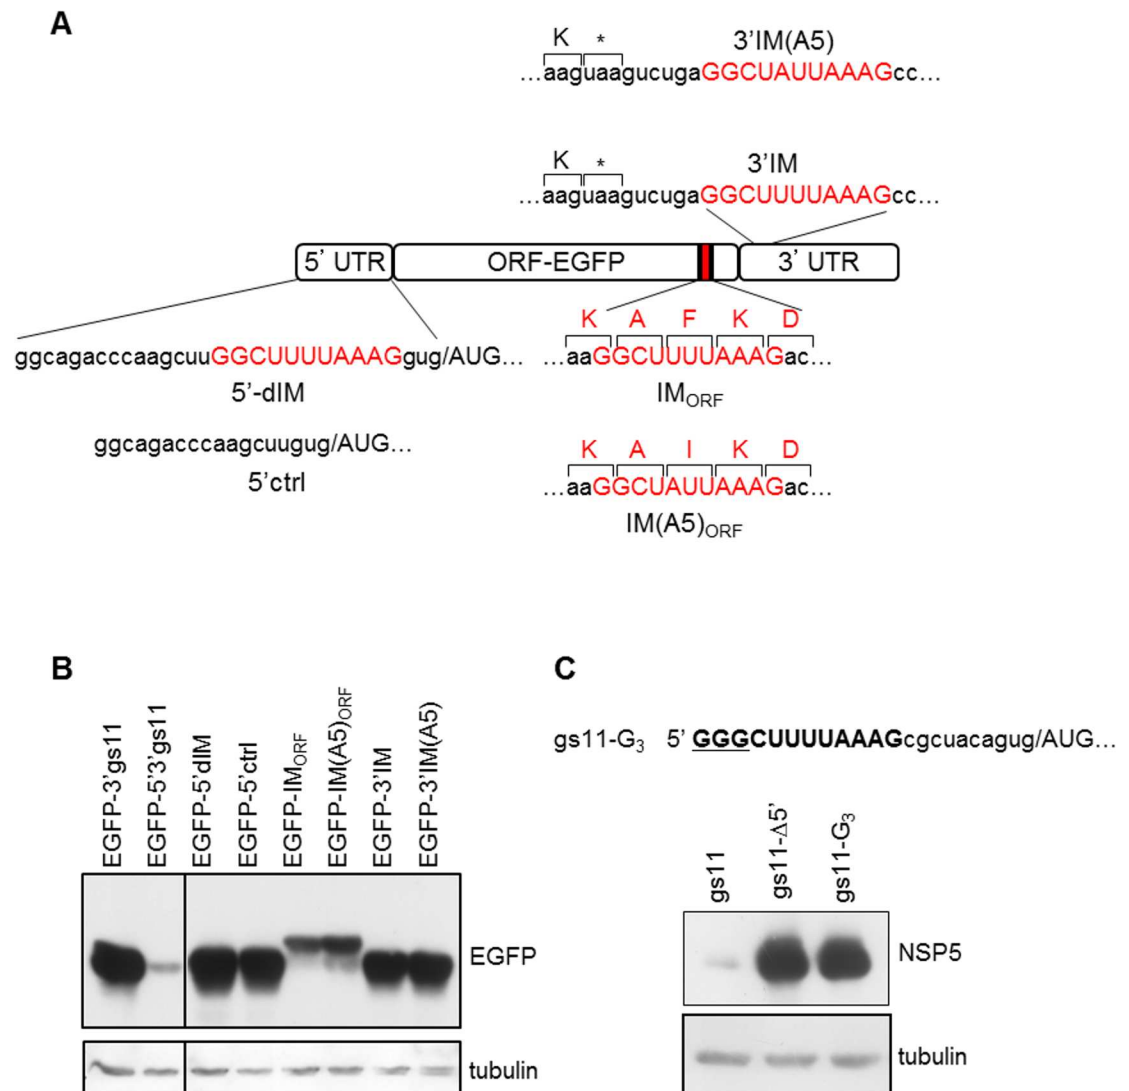 A
K *
3'IM(A5)
...aaguaagucugaGGCUAUUAAAGcc...
K *
3'IM
...aaguaagucugaGGCUUUUAAAGcc...
5' UTR ORF-EGFP 3' UTR
K A F K D
ggcagacccaagcuuGGCUUUUAAAGgug/AUG...
...aaGGCUUUUAAAGac...
5'-dIM
IMORF
ggcagacccaagcuugug/AUG...
5'ctrl
K A I K D
...aaGGCUAUUAAAGac...
IM(A5)ORF
B
EGFP-3'gs11
EGFP-5'3'gs11
EGFP-5'dIM
EGFP-5'ctrl
EGFP-IMORF
EGFP-IM(A5)ORF
EGFP-3'IM
EGFP-3'IM(A5)
EGFP
tubulin
C
gs11-G3 5' GGGCUUUUAAAGcgcuacagug/AUG...
gs11
gs11-Δ5'
gs11-G3
NSP5
tubulin